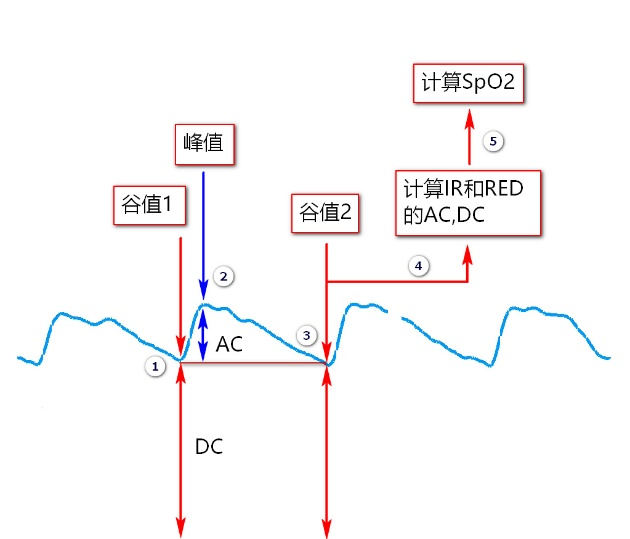 计算SpO2
⑤
峰值
计算IR和RED
的AC,DC
谷值1
谷值2
④
②
③
AC
①
DC